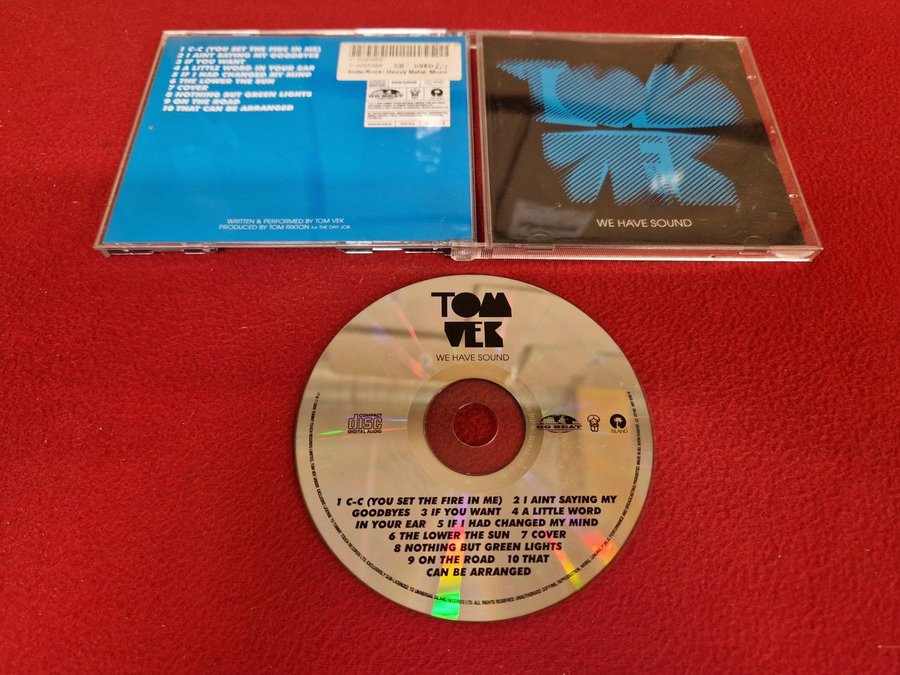 1 C-C (YOU SET THE FIRE IN ME)
2 I AINT SAYING MY GOODBYES
3 IF YOU WANT
4 A LITTLE WORD IN YOUR EAR
5 IF I HAD CHANGED MY MIND
6 THE LOWER THE SUN
7 COVER
8 NOTHING BUT GREEN LIGHTS
9 ON THE ROAD
10 THAT CAN BE ARRANGED
CD USED
Indie/Rock/Heavy Metal, Music
GO BEAT
WRITTEN & PERFORMED BY TOM VEK
PRODUCED BY TOM RIXTON for THE DAY JOB
TOM
VEK
WE HAVE SOUND
TOM
VEK
WE HAVE SOUND
COMPACT
disc
DIGITAL AUDIO
GO BEAT
ISLAND
1 C-C (YOU SET THE FIRE IN ME) 2 I AINT SAYING MY
GOODBYES 3 IF YOU WANT 4 A LITTLE WORD
IN YOUR EAR 5 IF I HAD CHANGED MY MIND
6 THE LOWER THE SUN 7 COVER
8 NOTHING BUT GREEN LIGHTS
9 ON THE ROAD 10 THAT
CAN BE ARRANGED